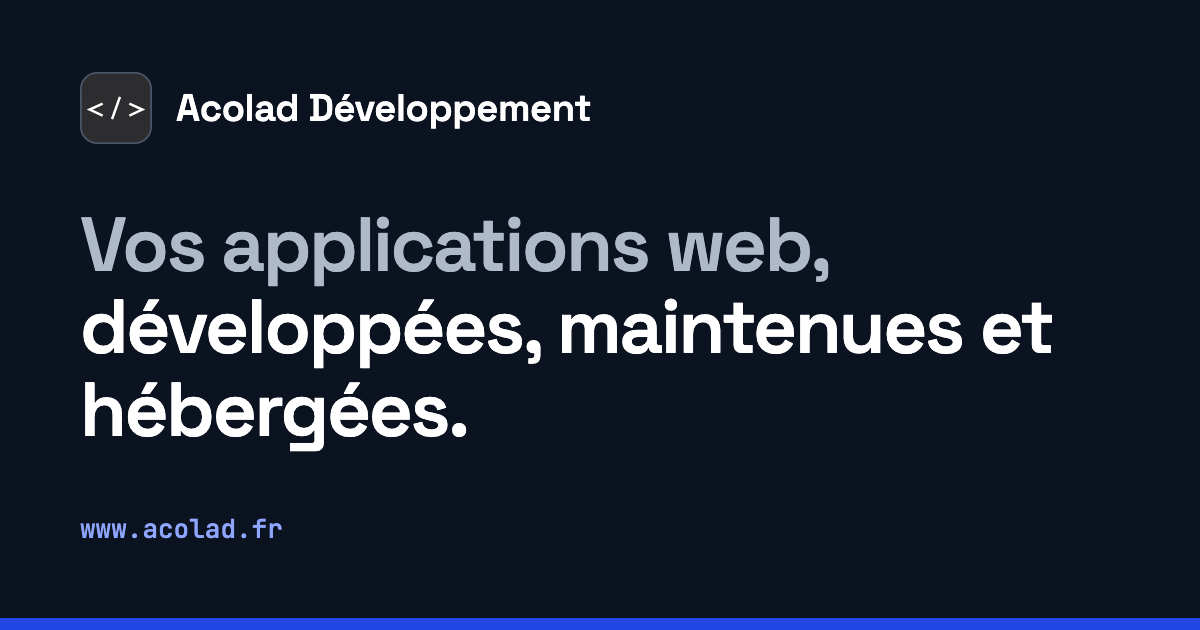 </>
Acolad Développement
Vos applications web,
développées, maintenues et
hébergées.
www.acolad.fr